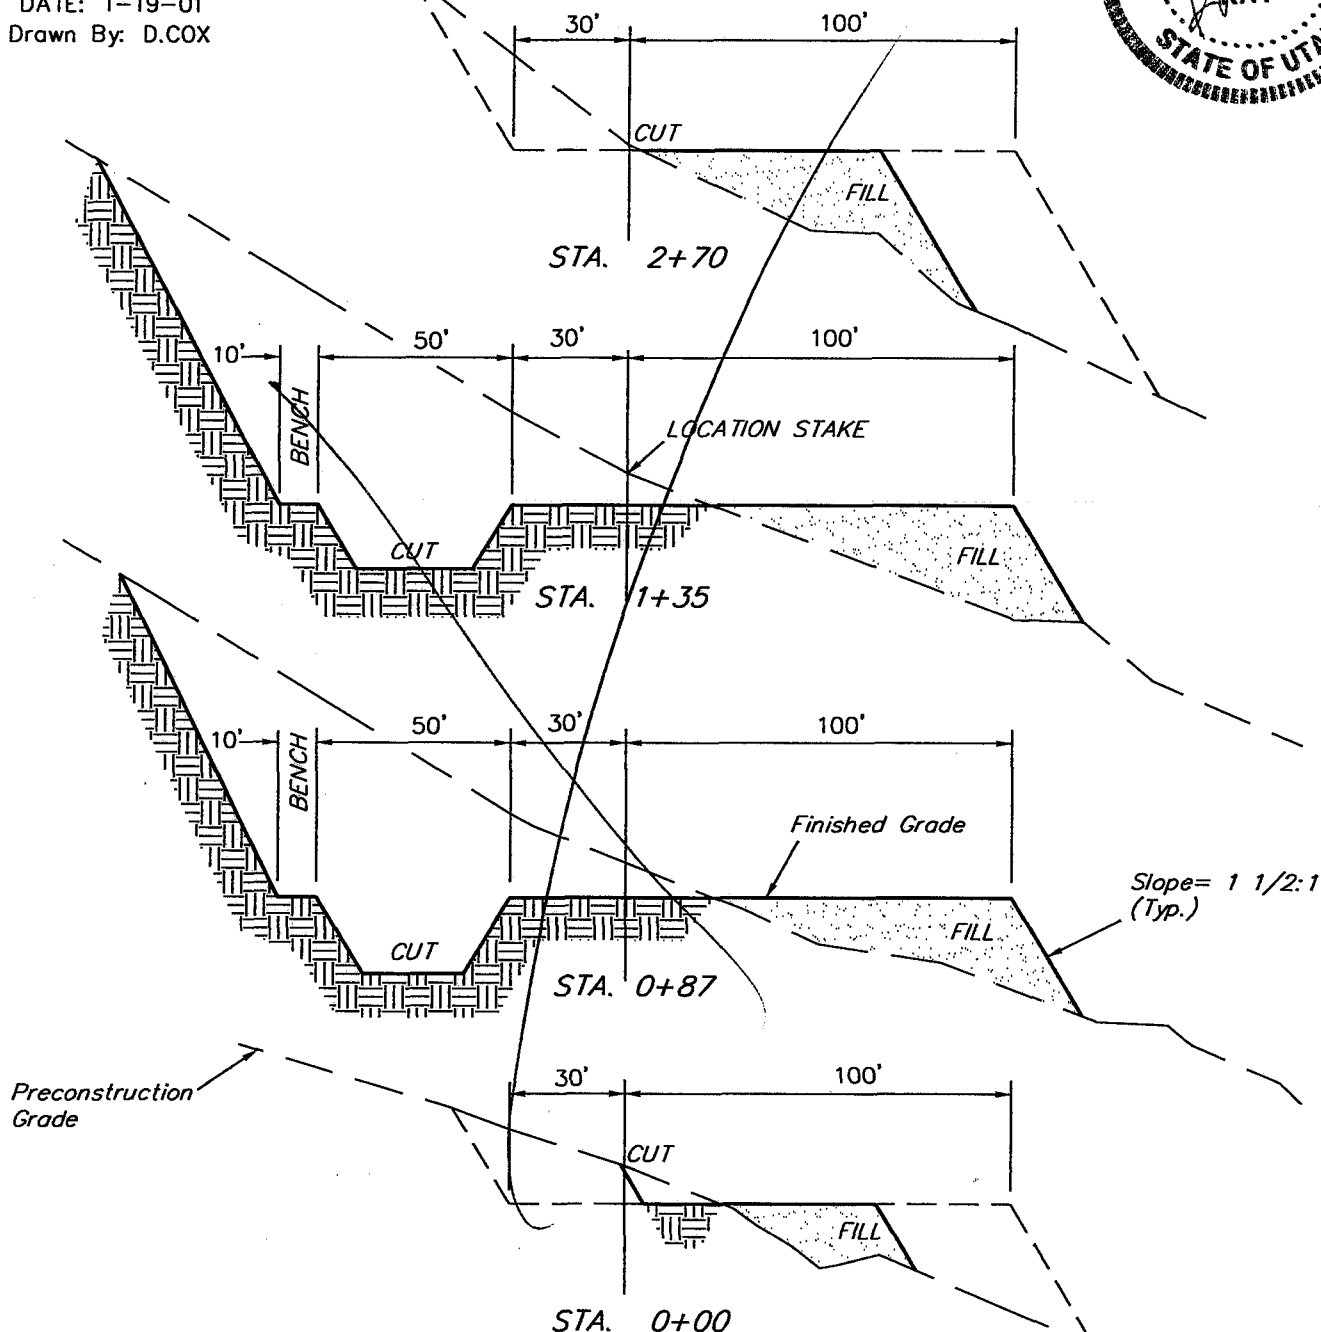 DATE: 1-19-01
Drawn By: D.COX
STATE OF
30' 100'
CUT
FILL
STA. 2+70
10' 50' 30' 100'
BENCH
LOCATION STAKE
CUT
FILL
STA. 1+35
10' 50' 30' 100'
BENCH
Finished Grade
Slope= 1 1/2:1
(Typ.)
CUT
FILL
STA. 0+87
Preconstruction
Grade
30' 100'
CUT
FILL
STA. 0+00